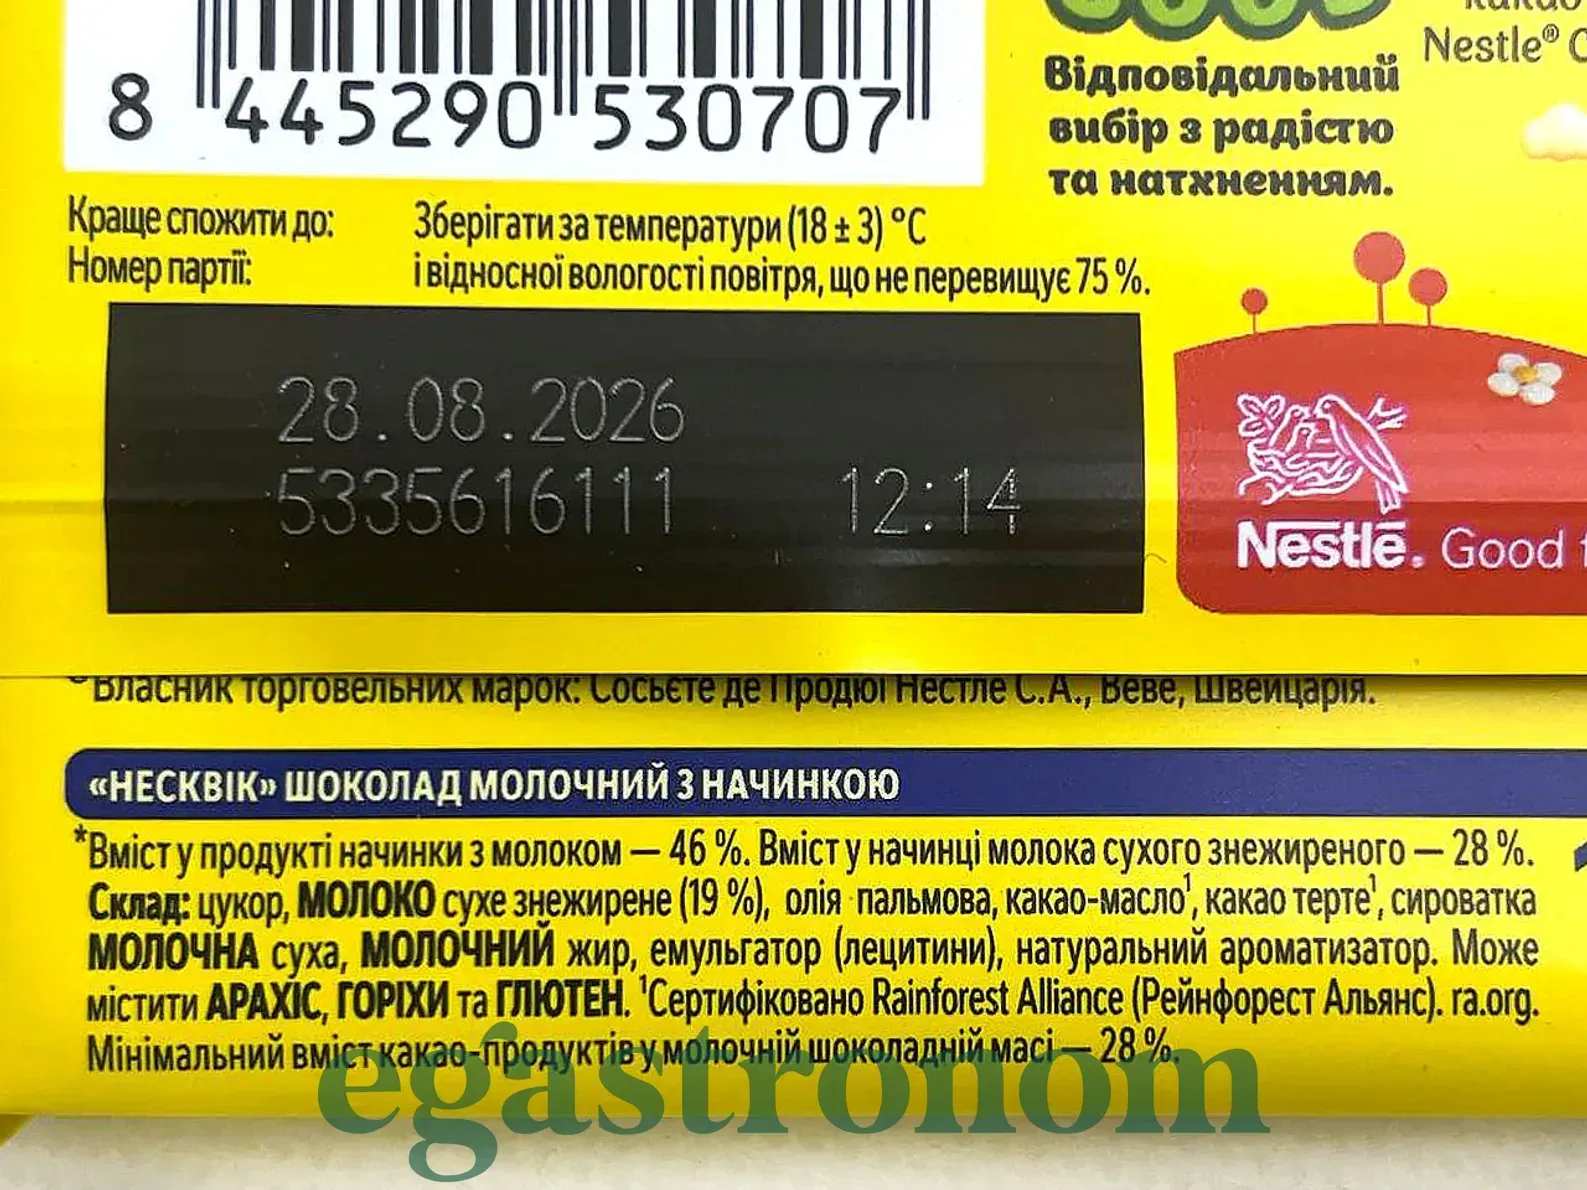 какао
Nestle®
8 445290 530707
Відповідальний
вибір з радістю
та натхненням.
Краще спожити до:
Номер партії:
Зберігати за температури (18 ± 3) °C
і відносної вологості повітря, що не перевищує 75 %.
28.08.2026
5335616111 12:14
Nestlē. Good
Власник торговельних марок: Сосьєте де Продюі Нестле С.А., Веве, Швейцарія.
«НЕСКВІК» ШОКОЛАД МОЛОЧНИЙ З НАЧИНКОЮ
*Вміст у продукті начинки з молоком — 46 %. Вміст у начинці молока сухого знежиреного — 28 %.
Склад: цукор, МОЛОКО сухе знежирене (19 %), олія пальмова, какао-масло¹, какао терте¹, сироватка
МОЛОЧНА суха, МОЛОЧНИЙ жир, емульгатор (лецитини), натуральний ароматизатор. Може
містити АРАХІС, ГОРІХИ та ГЛЮТЕН. ¹Сертифіковано Rainforest Alliance (Рейнфорест Альянс). ra.org.
Мінімальний вміст какао-продуктів у молочній шоколадній масі — 28 %.
egastronom